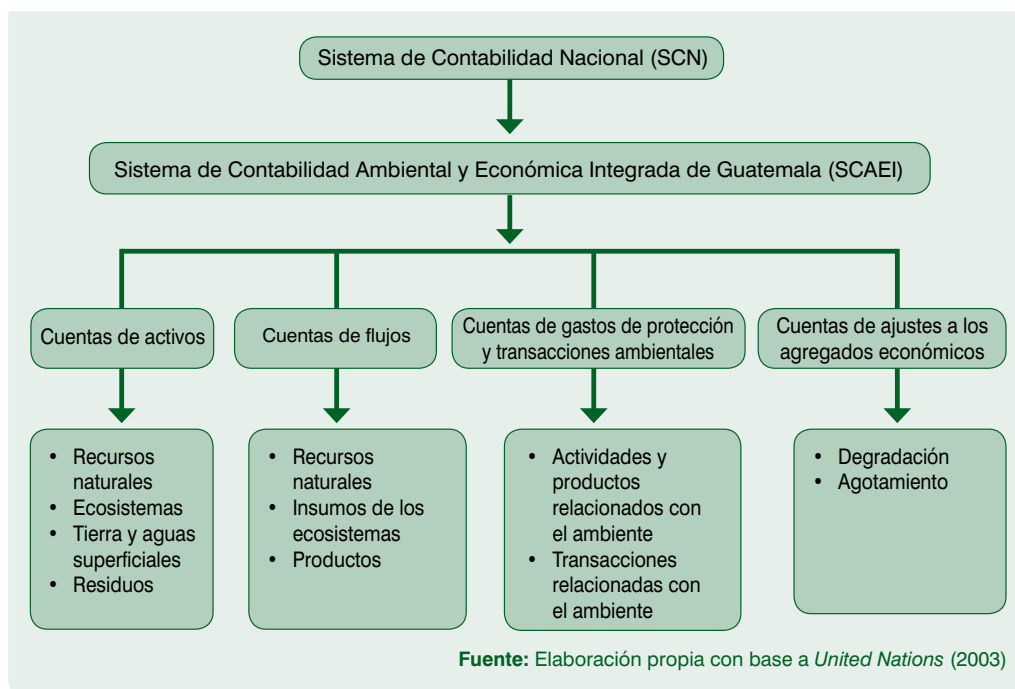 Sistema de Contabilidad Nacional (SCN)
Sistema de Contabilidad Ambiental y Económica Integrada de Guatemala (SCAEI)
Cuentas de activos
Cuentas de flujos
Cuentas de gastos de protección
y transacciones ambientales
Cuentas de ajustes a los
agregados económicos
• Recursos
naturales
• Ecosistemas
• Tierra y aguas
superficiales
• Residuos
• Recursos
naturales
• Insumos de los
ecosistemas
• Productos
• Actividades y
productos
relacionados con
el ambiente
• Transacciones
relacionadas con
el ambiente
• Degradación
• Agotamiento
Fuente: Elaboración propia con base a United Nations (2003)